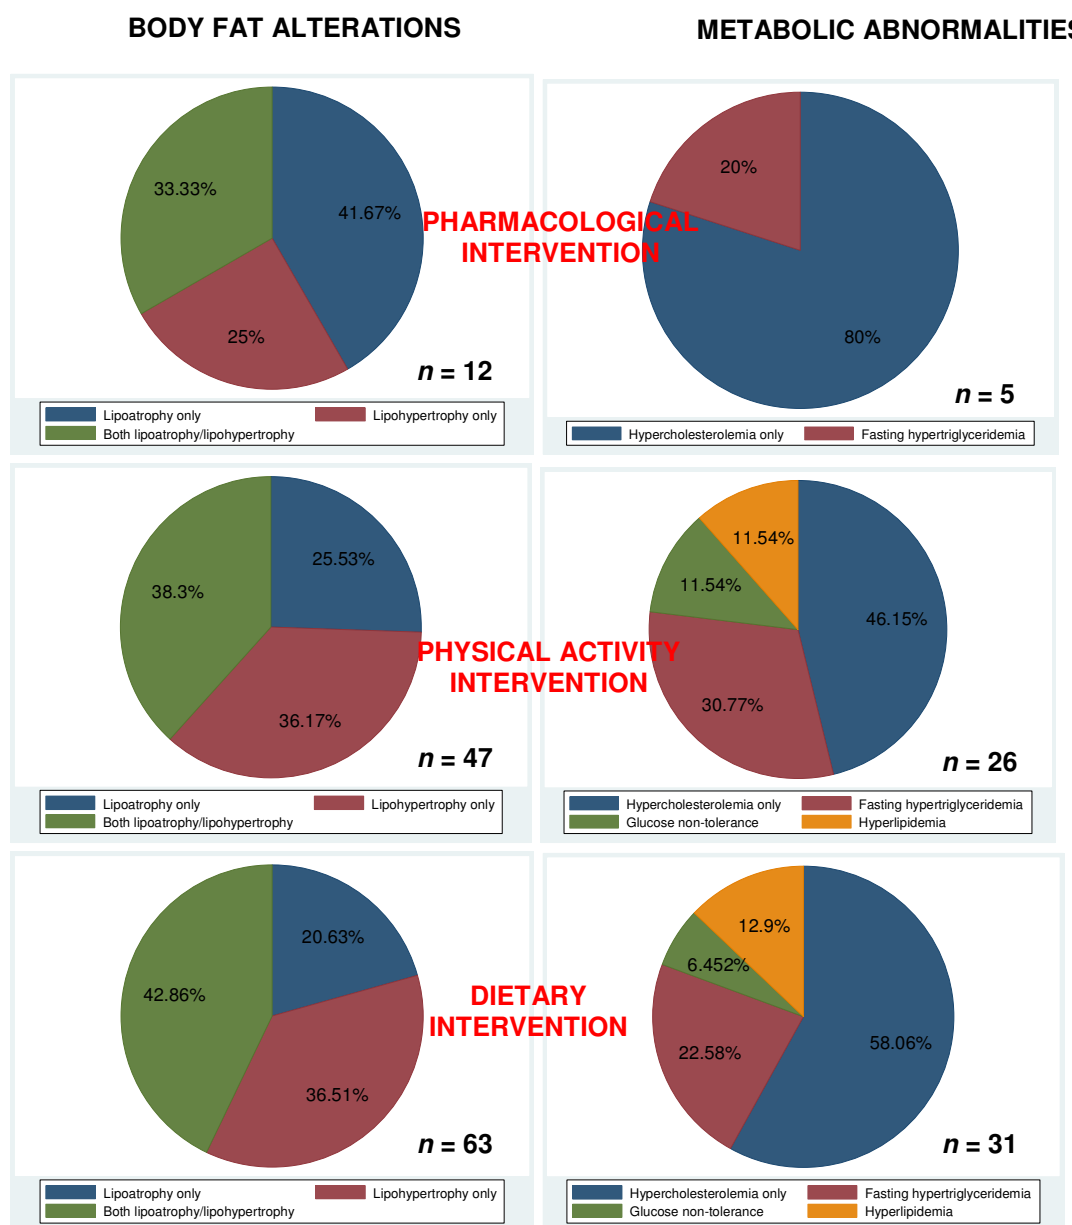 BODY FAT ALTERATIONS
METABOLIC ABNORMALITIES
33.33%
41.67%
25%
n = 12
Lipoatrophy only
Lipohypertrophy only
Both lipoatrophy/lipohypertrophy
PHARMACOLOGICAL
INTERVENTION
20%
80%
n = 5
Hypercholesterolemia only
Fasting hypertriglyceridemia
25.53%
38.3%
36.17%
n = 47
Lipoatrophy only
Lipohypertrophy only
Both lipoatrophy/lipohypertrophy
PHYSICAL ACTIVITY
INTERVENTION
11.54%
11.54%
46.15%
30.77%
n = 26
Hypercholesterolemia only
Fasting hypertriglyceridemia
Glucose non-tolerance
Hyperlipidemia
20.63%
42.86%
36.51%
n = 63
Lipoatrophy only
Lipohypertrophy only
Both lipoatrophy/lipohypertrophy
DIETARY
INTERVENTION
12.9%
6.452%
58.06%
22.58%
n = 31
Hypercholesterolemia only
Fasting hypertriglyceridemia
Glucose non-tolerance
Hyperlipidemia